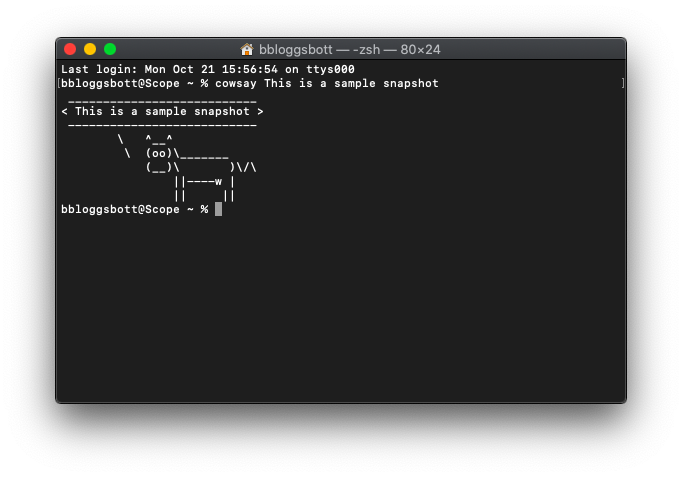 bbloggsbott — -zsh — 80×24
Last login: Mon Oct 21 15:56:54 on ttys000
[bbloggsbott@Scope ~ % cowsay This is a sample snapshot ]
 ___________________________
< This is a sample snapshot >
 ---------------------------
        \   ^__^
         \  (oo)\_______
            (__)\       )\/\
                ||----w |
                ||     ||
bbloggsbott@Scope ~ %